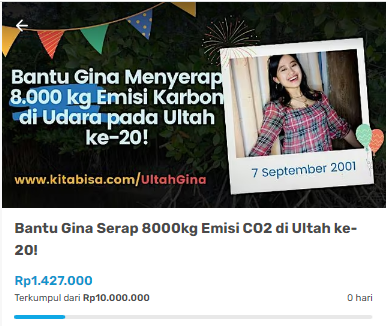 Bantu Gina Menyerap
8.000 kg Emisi Karbon
di Udara pada Ultah
ke-20!
7 September 2001
www.kitabisa.com/UltahGina
Bantu Gina Serap 8000kg Emisi CO2 di Ultah ke-
20!
Rp1.427.000
Terkumpul dari Rp10.000.000
0 hari